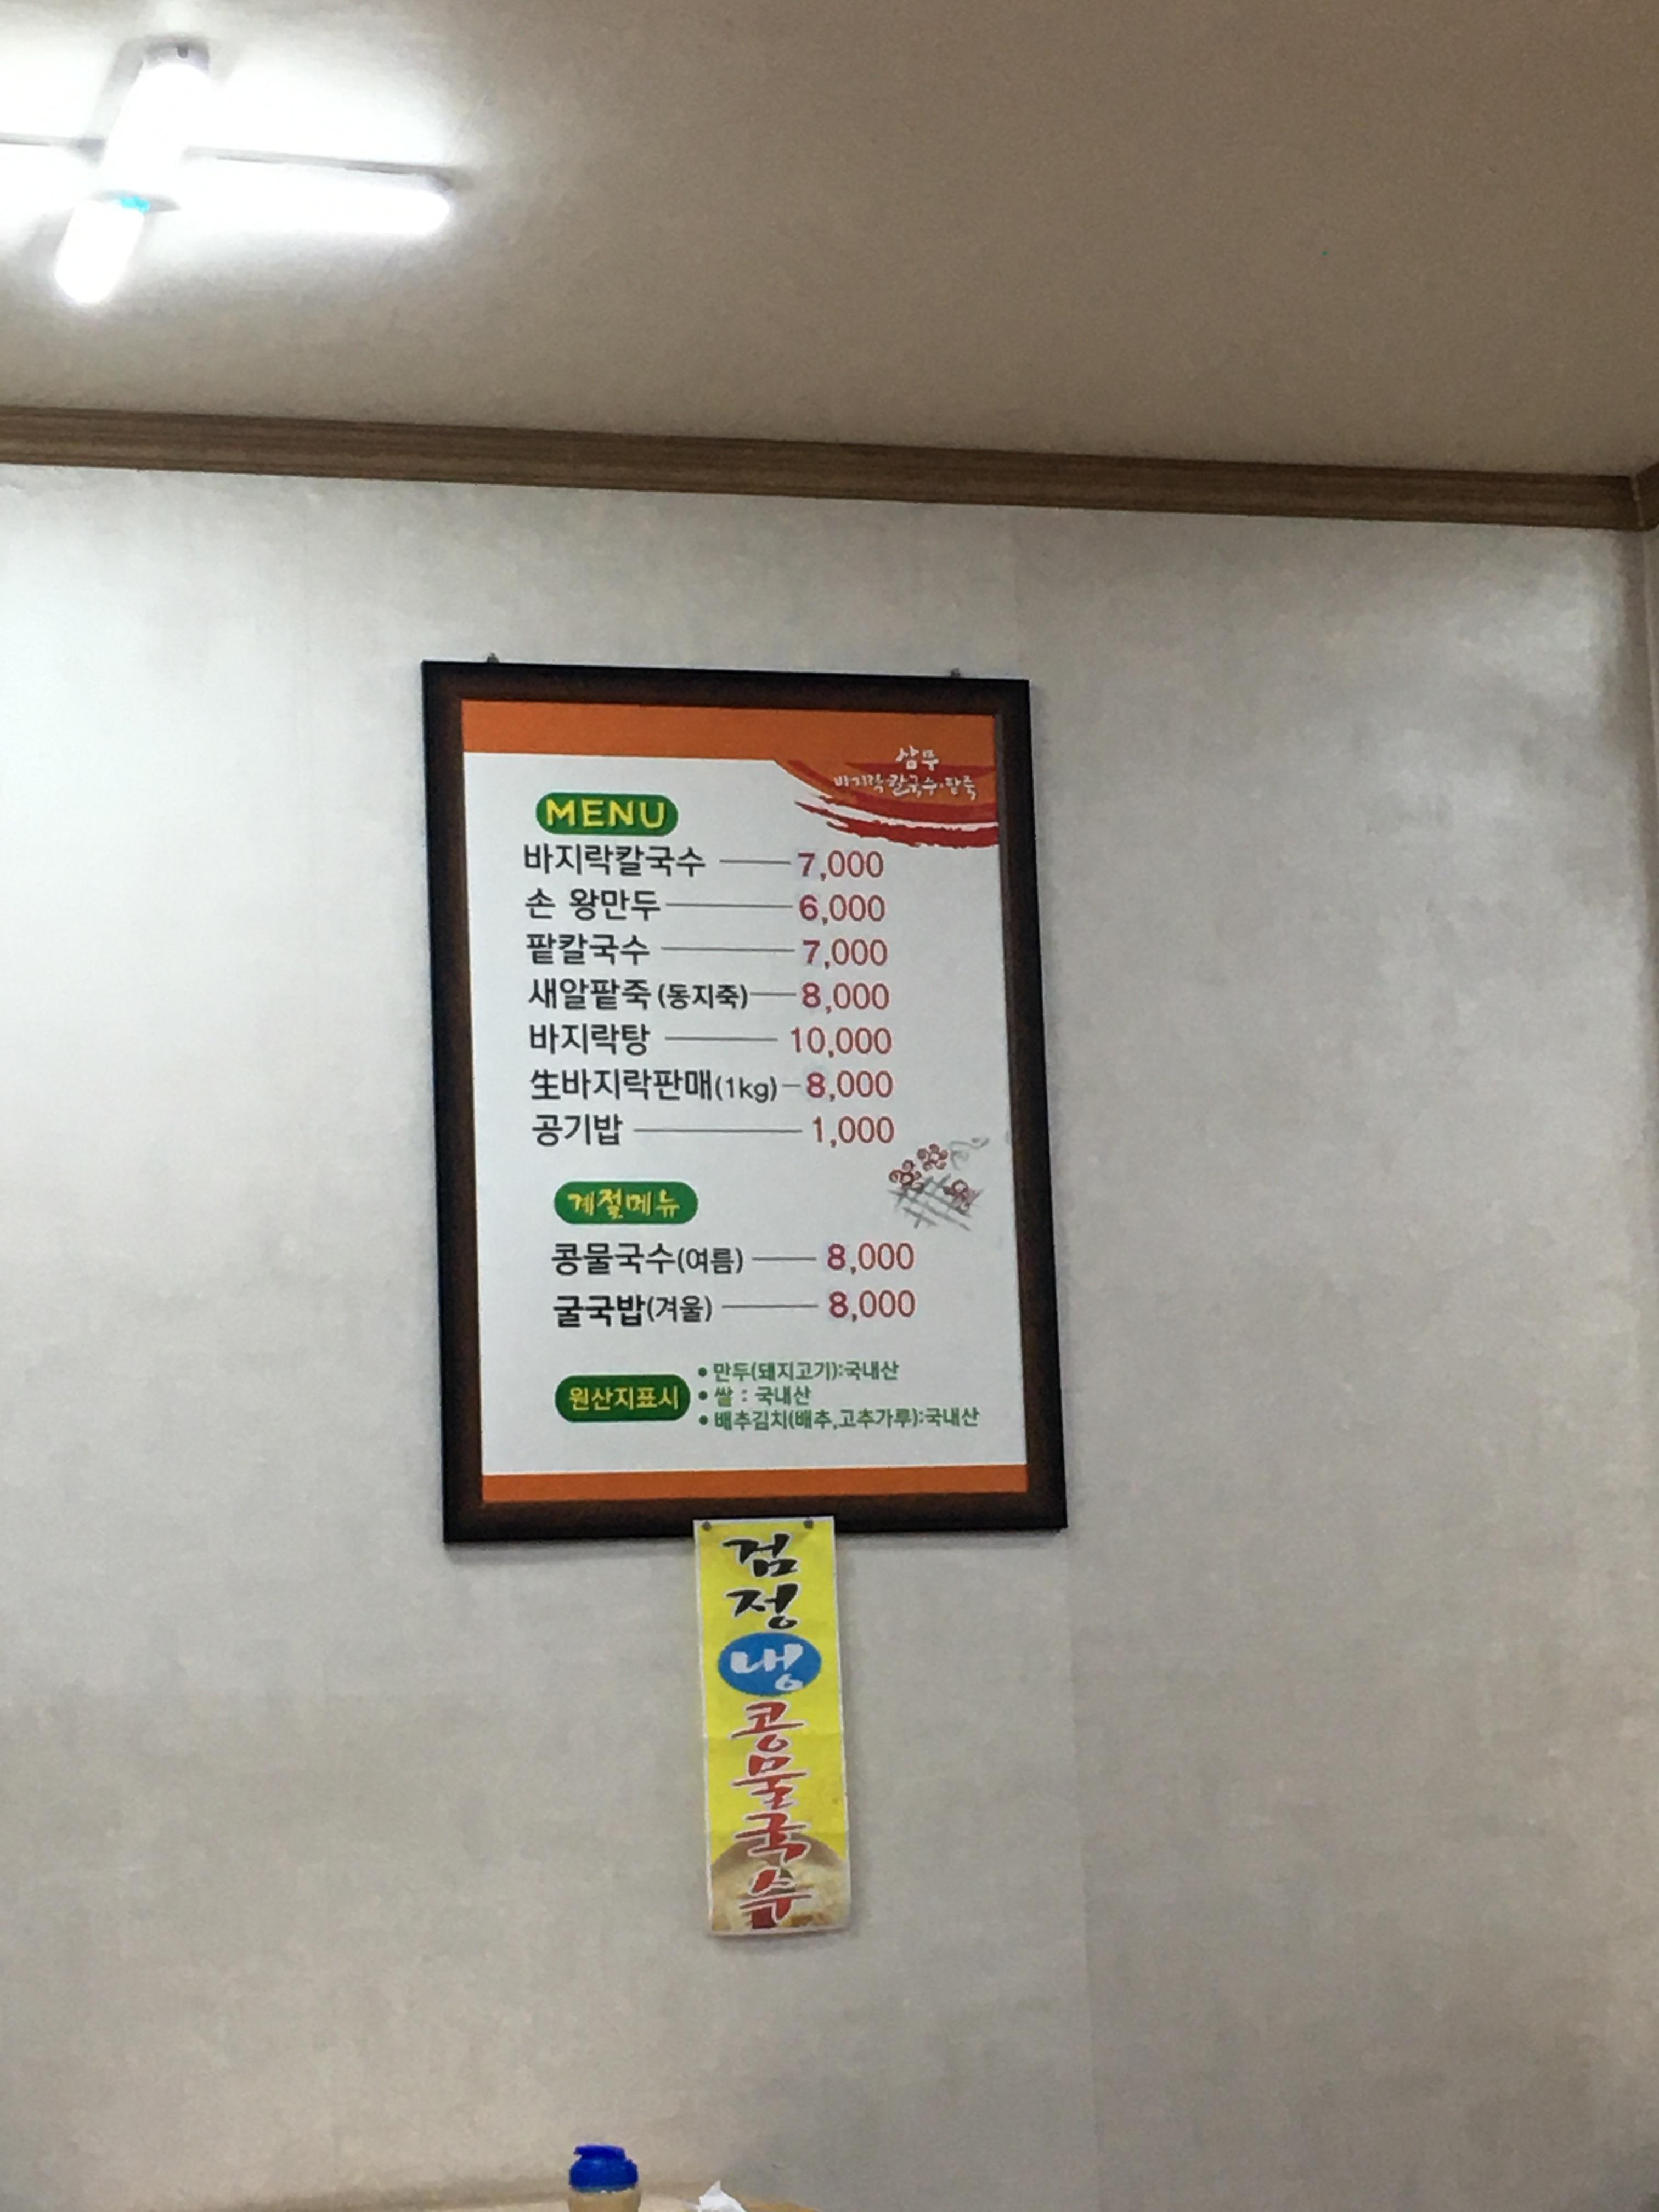 삼무
바지락칼국수·팥죽
MENU
바지락칼국수 7,000
손 왕만두 6,000
팥칼국수 7,000
새알팥죽(동지죽) 8,000
바지락탕 10,000
生바지락판매(1kg) 8,000
공기밥 1,000
계절메뉴
콩물국수(여름) 8,000
굴국밥(겨울) 8,000
원산지표시
• 만두(돼지고기):국내산
• 쌀 : 국내산
• 배추김치(배추,고추가루):국내산
검정냉콩물국수